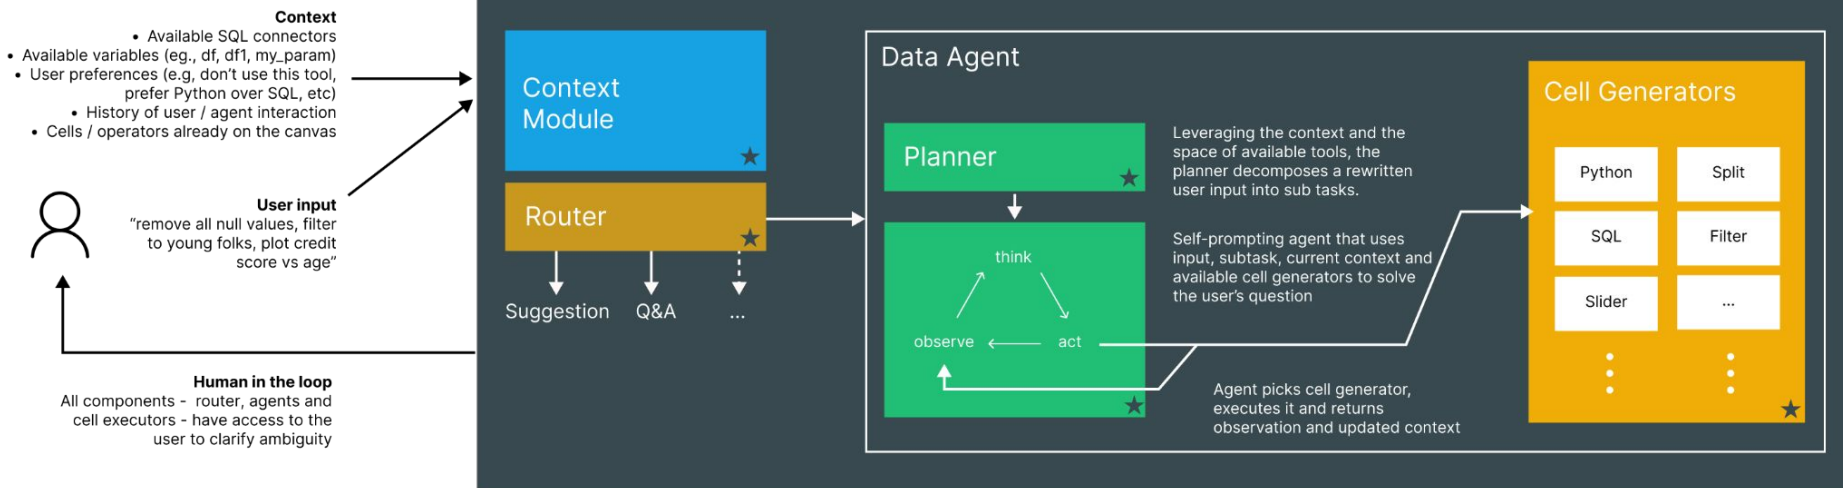 Context
• Available SQL connectors
• Available variables (eg., df, df1, my_param)
• User preferences (e.g, don't use this tool,
prefer Python over SQL, etc)
• History of user / agent interaction
• Cells / operators already on the canvas
User input
“remove all null values, filter
to young folks, plot credit
score vs age”
Human in the loop
All components - router, agents and
cell executors - have access to the
user to clarify ambiguity
Context
Module
Router
Suggestion
Q&A
...
Data Agent
Planner
Leveraging the context and the
space of available tools, the
planner decomposes a rewritten
user input into sub tasks.
think
observe
act
Self-prompting agent that uses
input, subtask, current context and
available cell generators to solve
the user's question
Agent picks cell generator,
executes it and returns
observation and updated context
Cell Generators
Python
Split
SQL
Filter
Slider
...